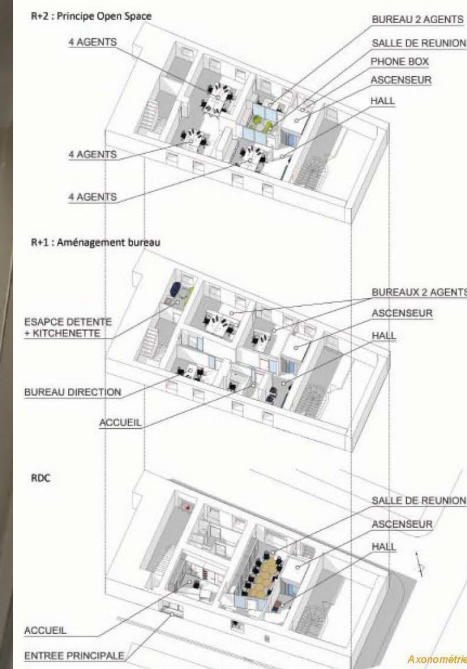 R+2 : Principe Open Space
BUREAU 2 AGENTS
4 AGENTS
SALLE DE REUNION
PHONE BOX
ASCENSEUR
HALL
4 AGENTS
4 AGENTS
R+1 : Aménagement bureau
BUREAUX 2 AGENTS
ESAPCE DETENTE
+ KITCHENETTE
ASCENSEUR
HALL
BUREAU DIRECTION
ACCUEIL
RDC
SALLE DE REUNION
ASCENSEUR
HALL
ACCUEIL
ENTREE PRINCIPALE
Axonométrie